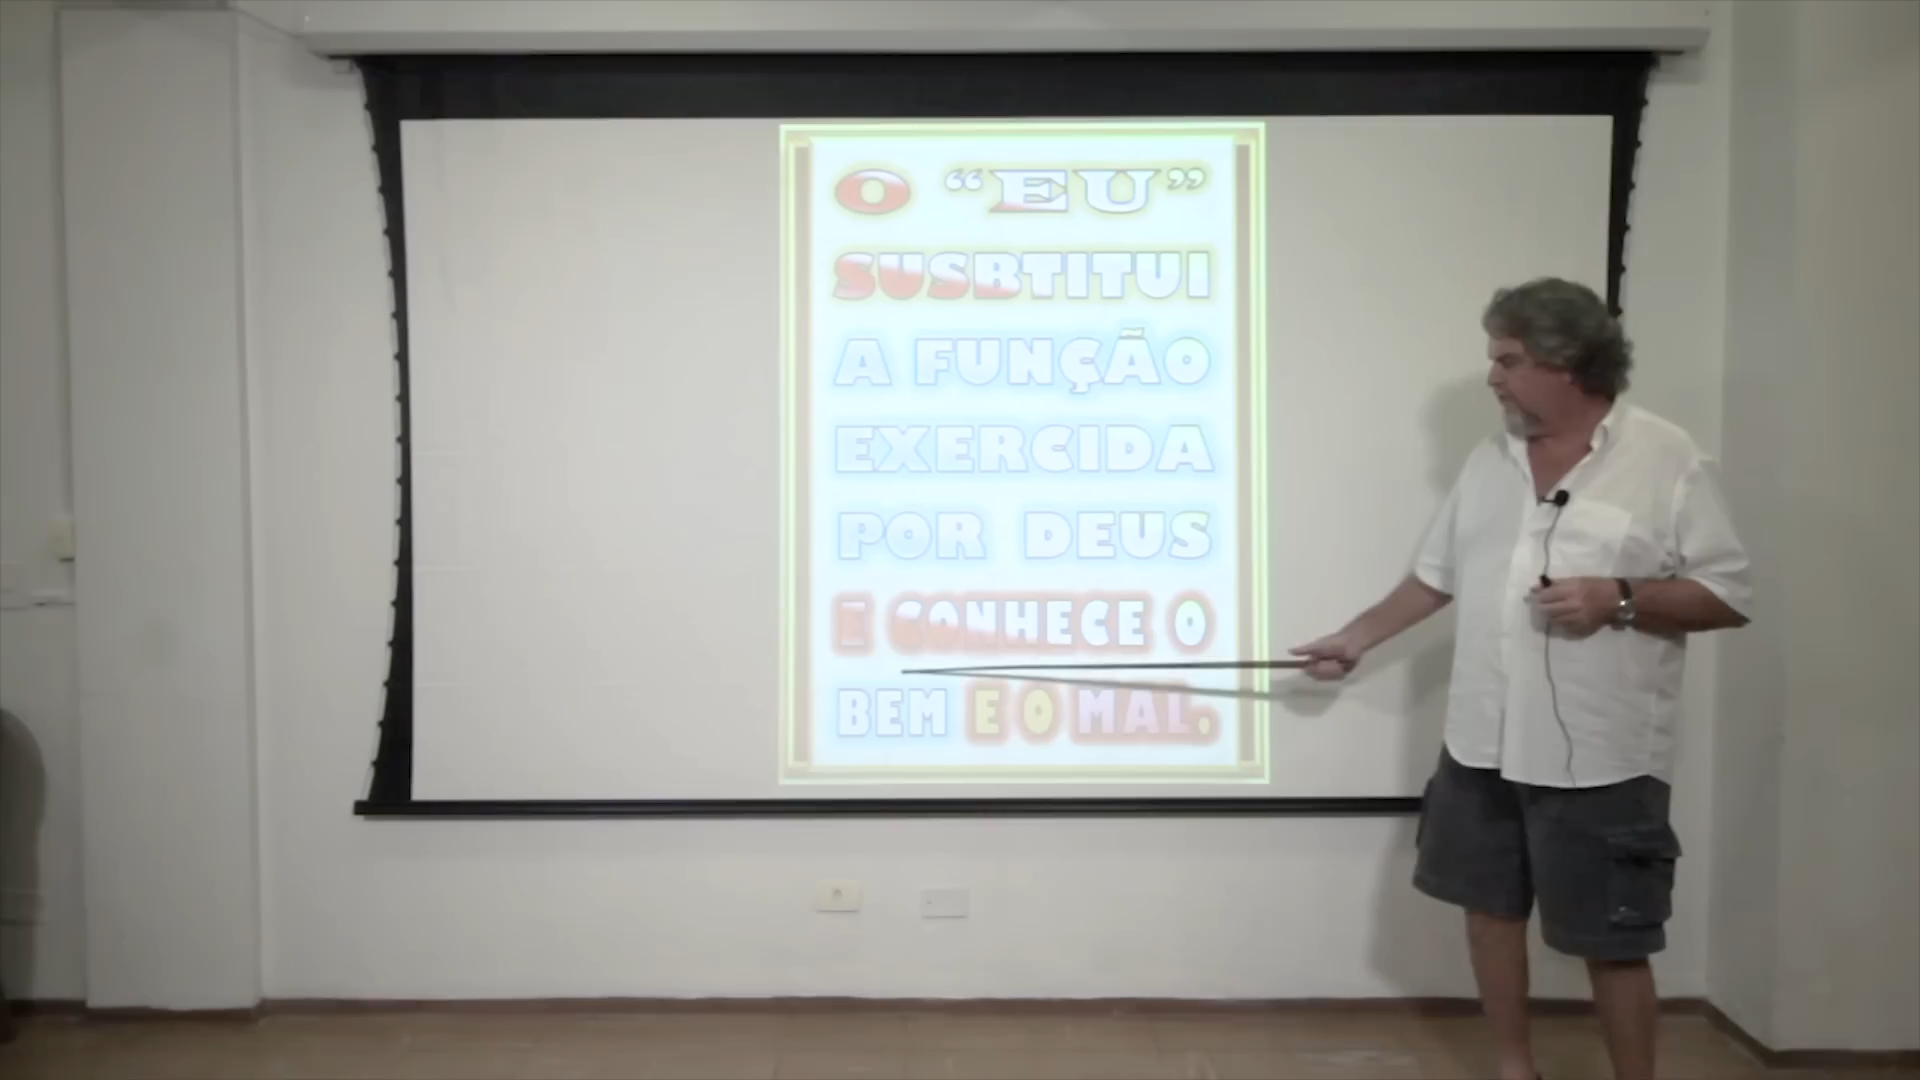 O “EU”
SUSBTITUI
A FUNÇÃO
EXERCIDA
POR DEUS
E CONHECE O
BEM E O MAL.